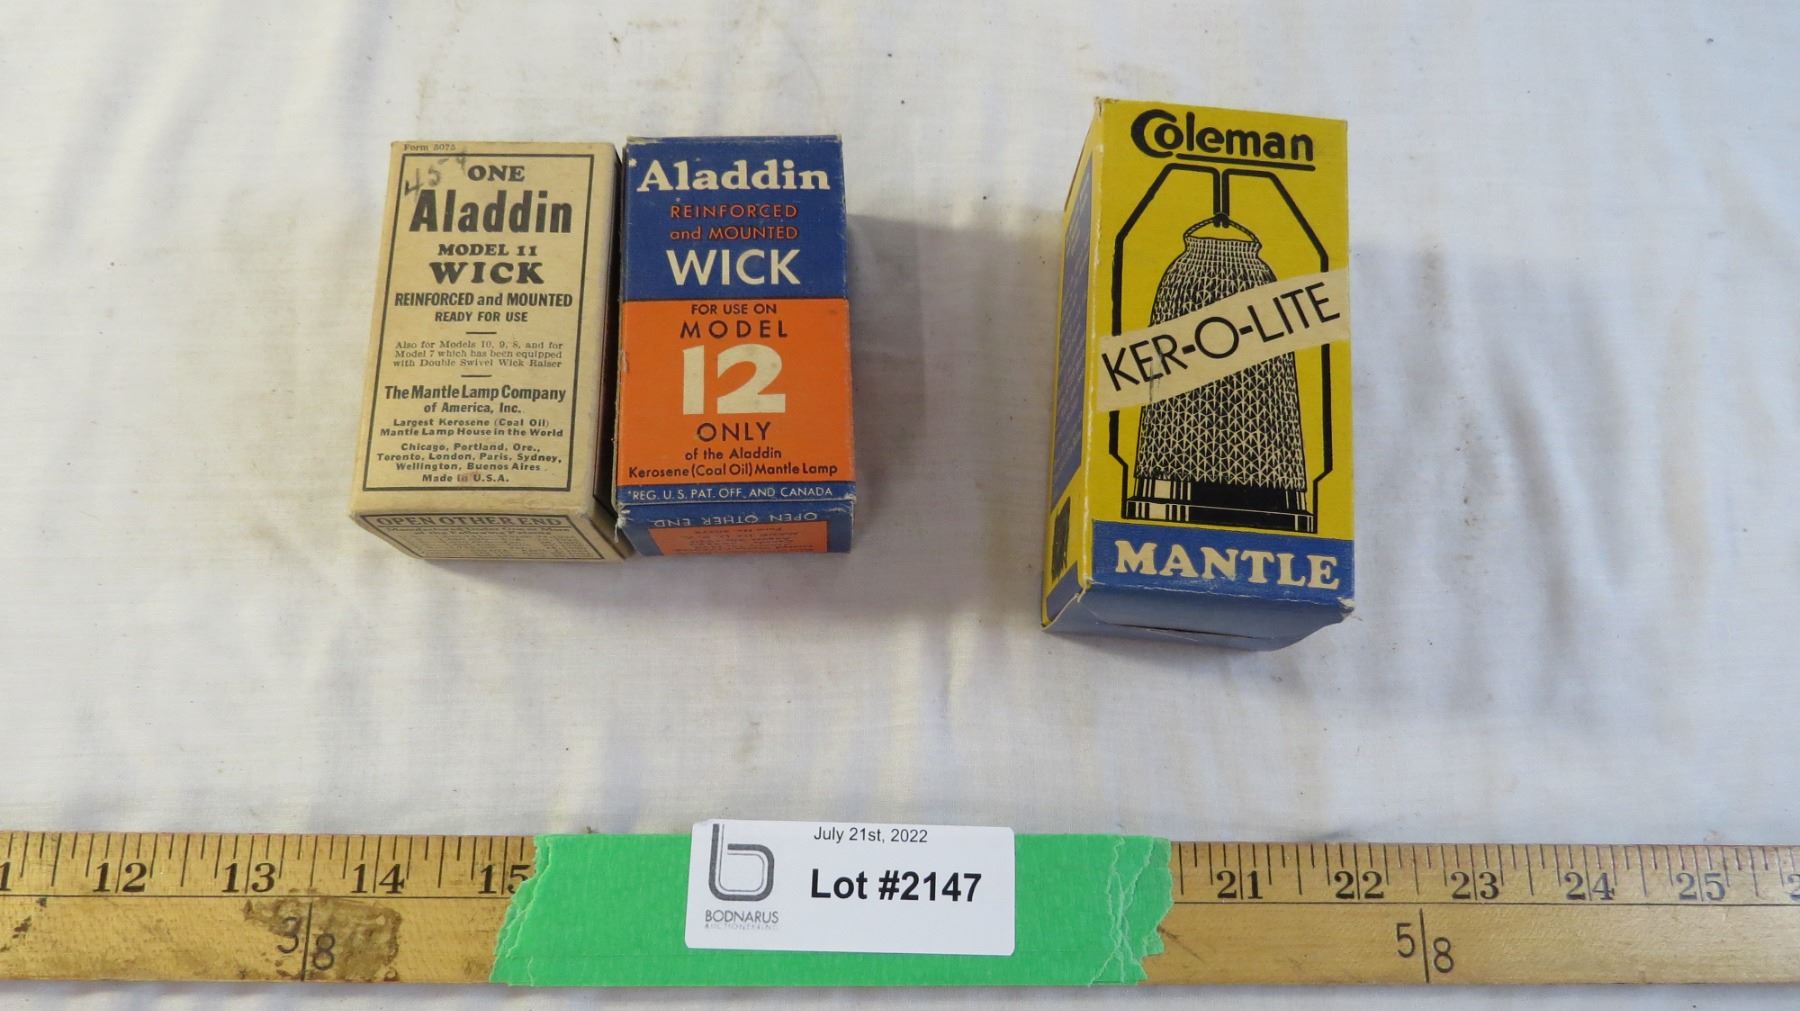 Form 5075
45
ONE
Aladdin
MODEL 11
WICK
REINFORCED and MOUNTED
READY FOR USE
Also for Models 10, 9, 8, and for
Model 7 which has been equipped
with Double Swivel Wick Raiser
The Mantle Lamp Company
of America, Inc.
Largest Kerosene (Coal Oil)
Mantle Lamp House in the World
Chicago, Portland, Ore.,
Toronto, London, Paris, Sydney,
Wellington, Buenos Aires
Made in U.S.A.
OPEN OTHER END
*Aladdin
REINFORCED
and MOUNTED
WICK
FOR USE ON
MODEL
12
ONLY
of the Aladdin
Kerosene (Coal Oil) Mantle Lamp
*REG. U.S. PAT. OFF. AND CANADA
OPEN OTHER END
Coleman
KER-O-LITE
MANTLE
July 21st, 2022
Lot #2147
BODNARUS
AUCTIONEERING
12 13 14 15 21 22 23 24 25
3/8
5/8